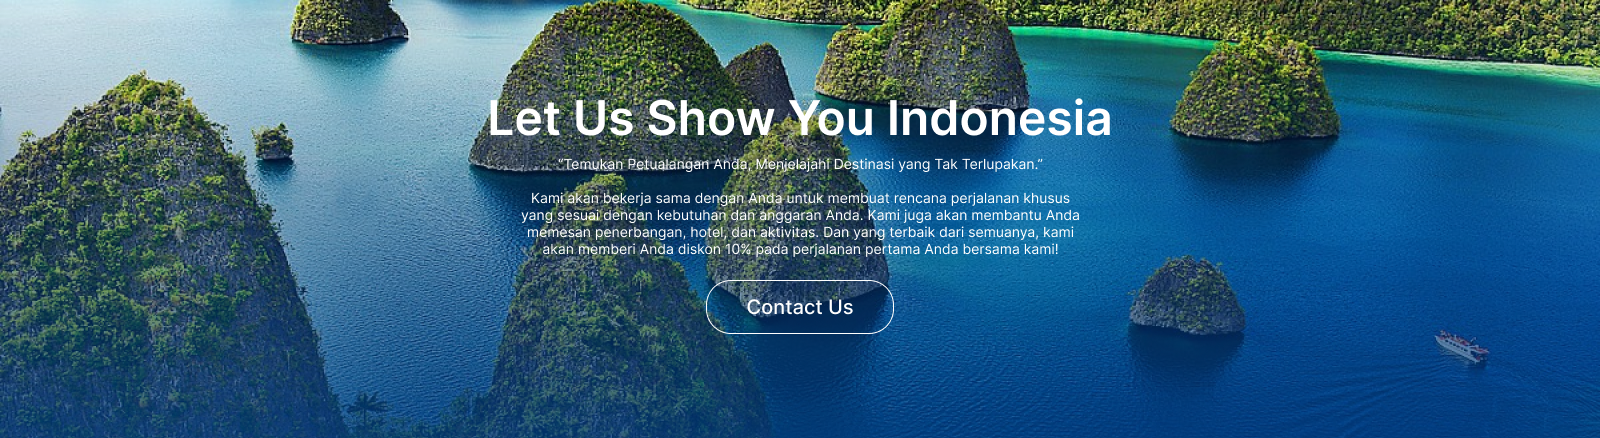 Let Us Show You Indonesia
“Temukan Petualangan Anda, Menjelajahi Destinasi yang Tak Terlupakan.”
Kami akan bekerja sama dengan Anda untuk membuat rencana perjalanan khusus
yang sesuai dengan kebutuhan dan anggaran Anda. Kami juga akan membantu Anda
memesan penerbangan, hotel, dan aktivitas. Dan yang terbaik dari semuanya, kami
akan memberi Anda diskon 10% pada perjalanan pertama Anda bersama kami!
Contact Us